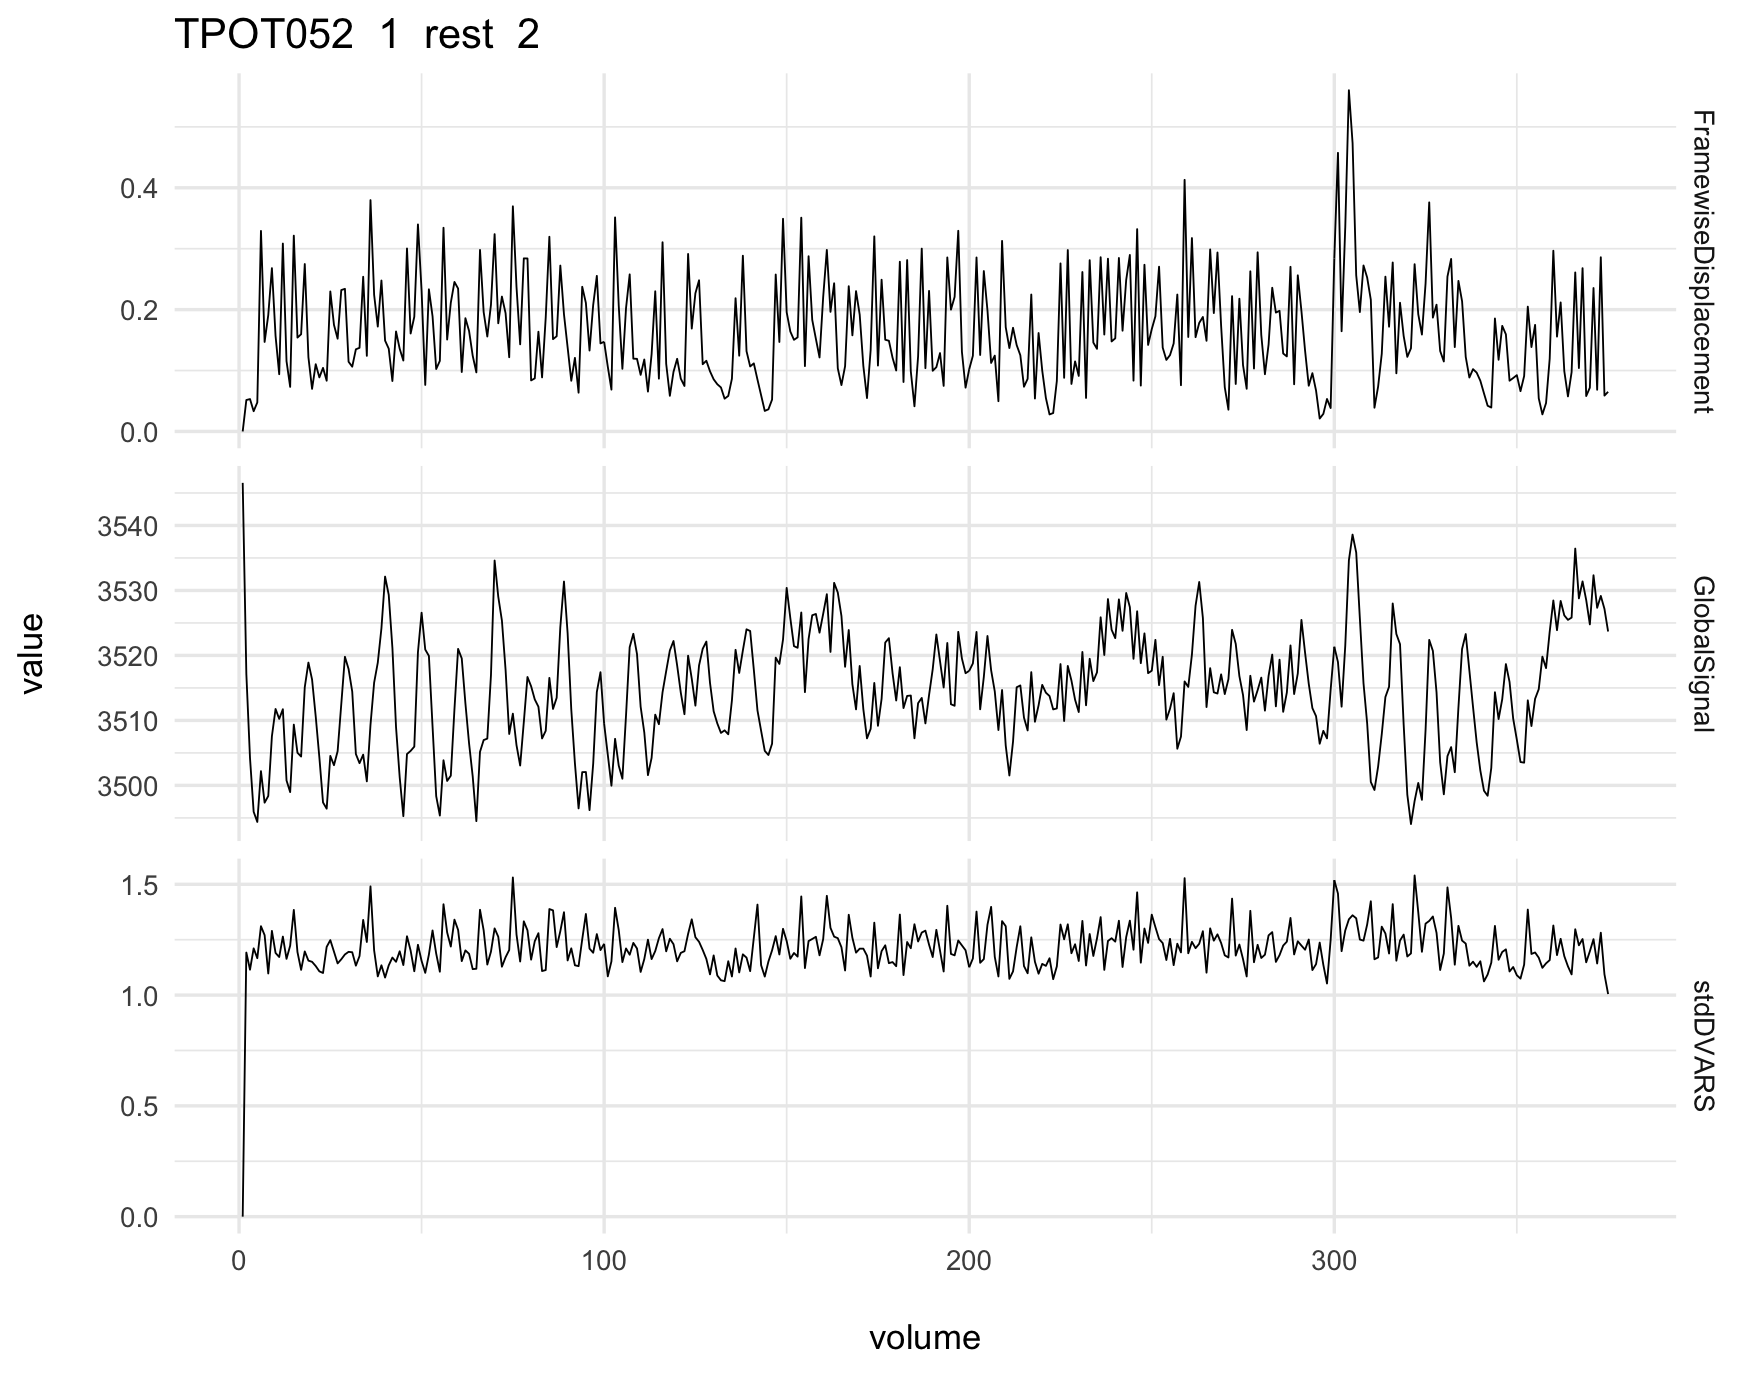 TPOT052 1 rest 2
0.4
0.2
0.0
FramewiseDisplacement
3540
3530
3520
3510
3500
GlobalSignal
1.5
1.0
0.5
0.0
stdDVARS
value
0 100 200 300
volume